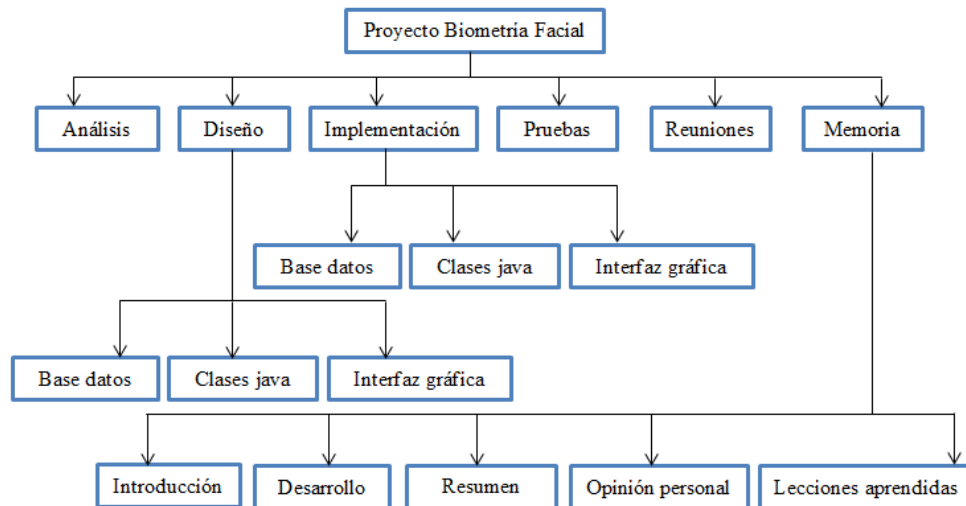 Proyecto Biometría Facial
Análisis
Diseño
Implementación
Pruebas
Reuniones
Memoria
Base datos
Clases java
Interfaz gráfica
Base datos
Clases java
Interfaz gráfica
Introducción
Desarrollo
Resumen
Opinión personal
Lecciones aprendidas